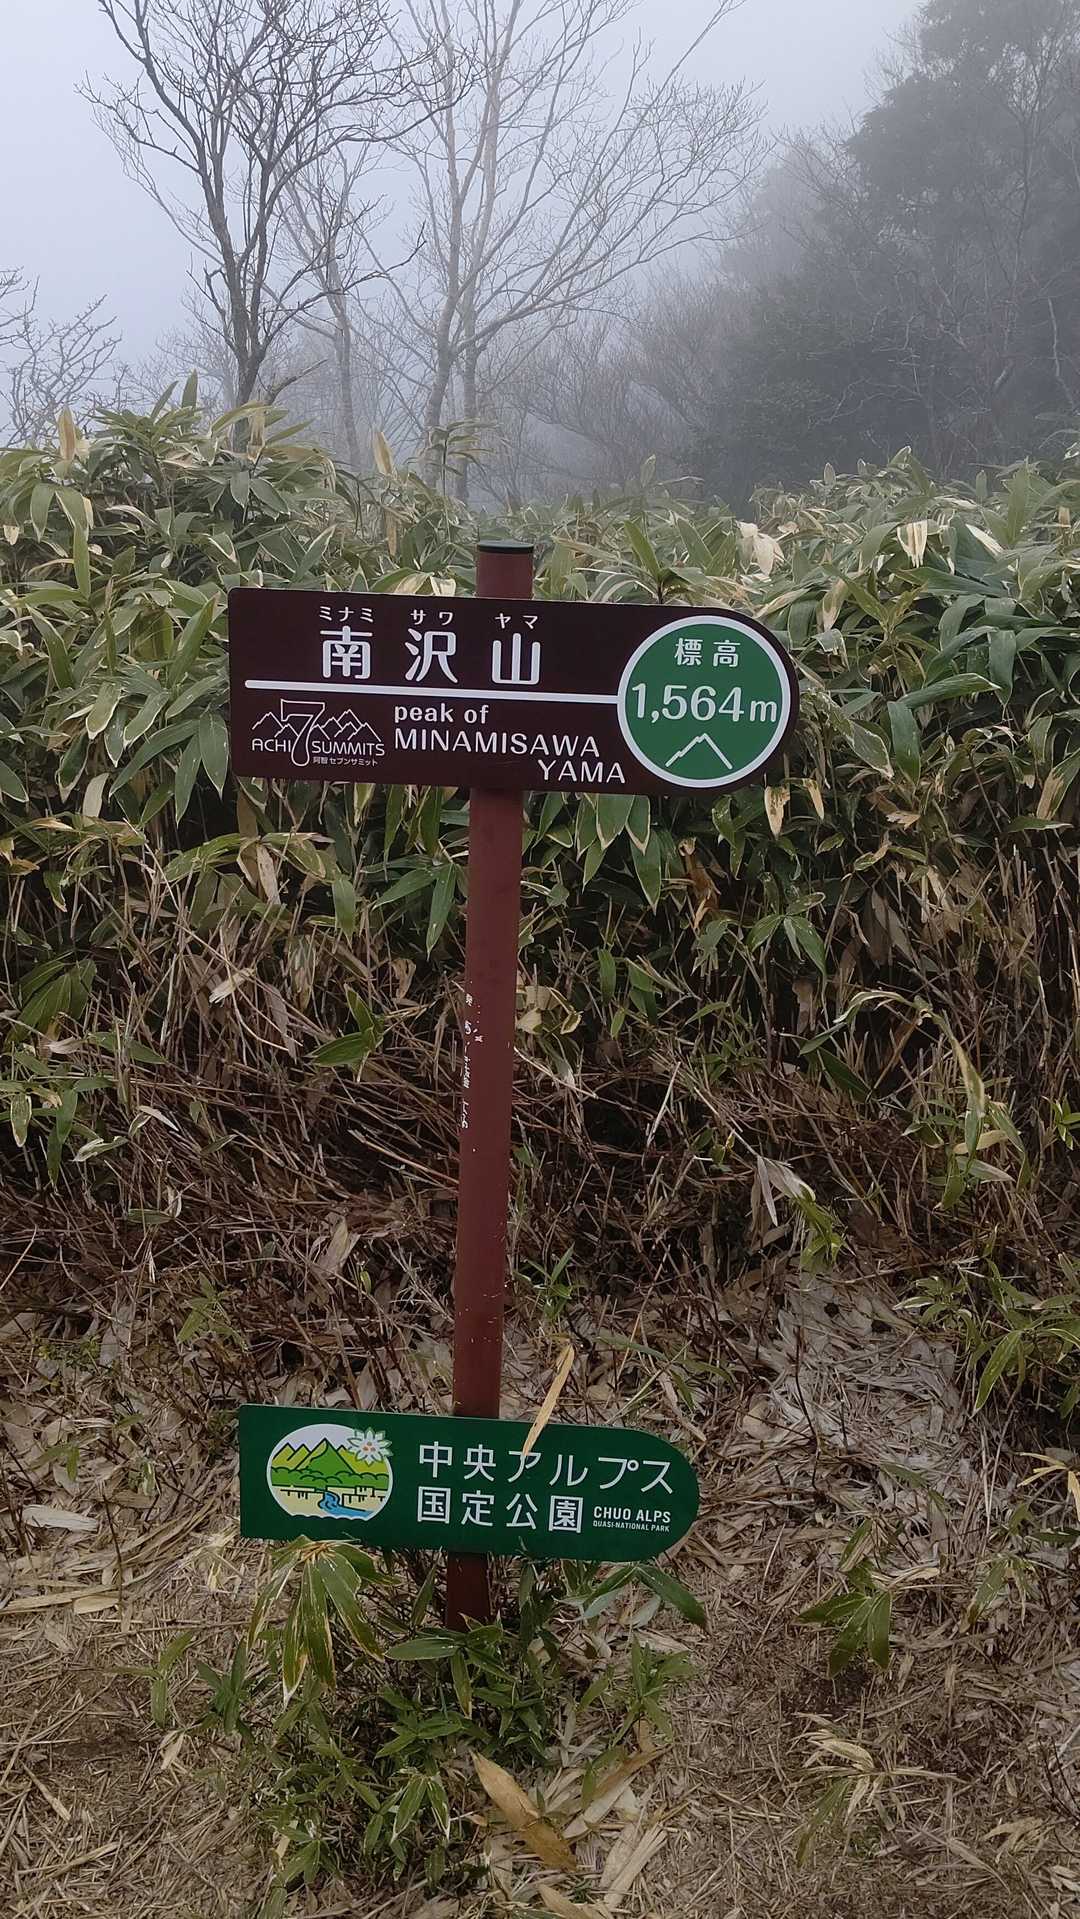 ミナミ サワ ヤマ
南沢山
標高
1,564m
peak of
MINAMISAWA
YAMA
ACHI 7 SUMMITS
阿智セブンサミット
中央アルプス
国定公園
CHUO ALPS
QUASI-NATIONAL PARK